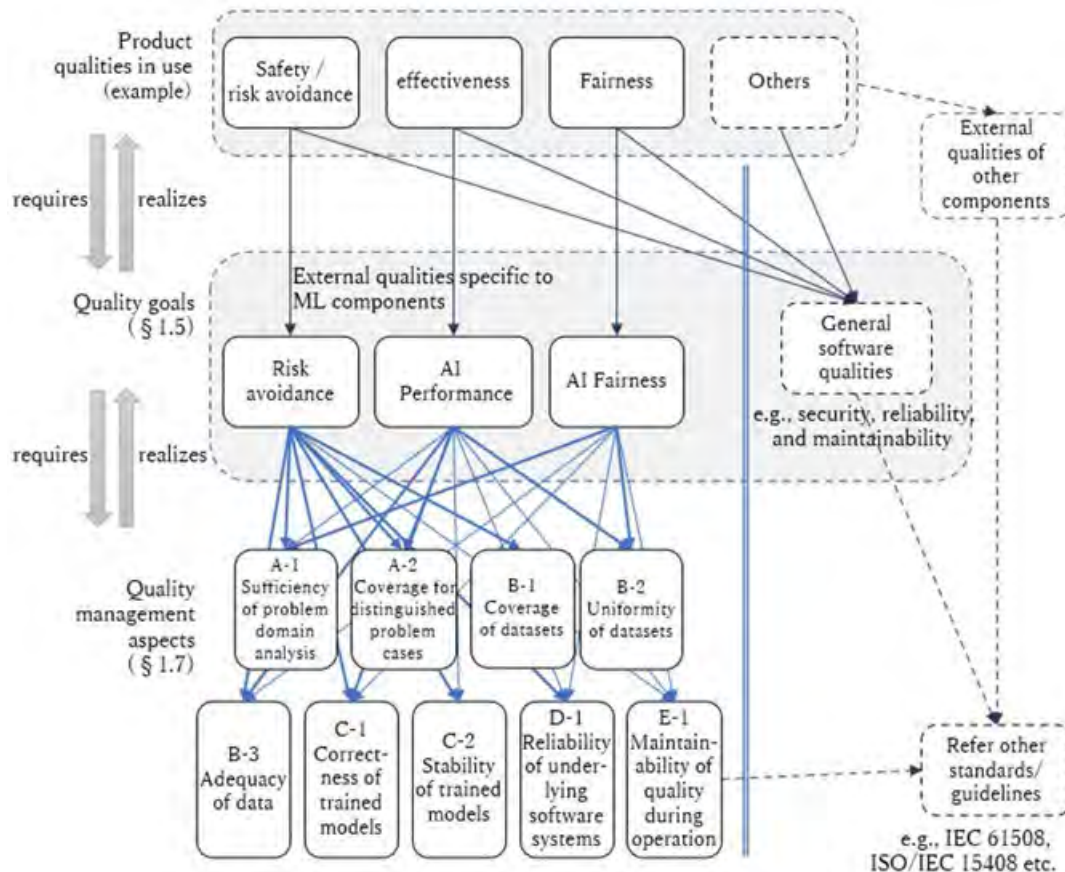 Product
qualities in use
(example)
Safety /
risk avoidance
effectiveness
Fairness
Others
External
qualities of
other
components
requires
realizes
External qualities specific to
ML components
Quality goals
( § 1.5)
General
software
qualities
Risk
avoidance
AI
Performance
AI Fairness
e.g., security, reliability,
and maintainability
requires
realizes
Quality
management
aspects
( § 1.7)
A-1
Sufficiency
of problem
domain
analysis
A-2
Coverage for
distinguished
problem
cases
B-1
Coverage
of datasets
B-2
Uniformity
of datasets
B-3
Adequacy
of data
C-1
Correct-
ness of
trained
models
C-2
Stability
of trained
models
D-1
Reliability
of under-
lying
software
systems
E-1
Maintain-
ability of
quality
during
operation
Refer other
standards/
guidelines
e.g., IEC 61508,
ISO/IEC 15408 etc.